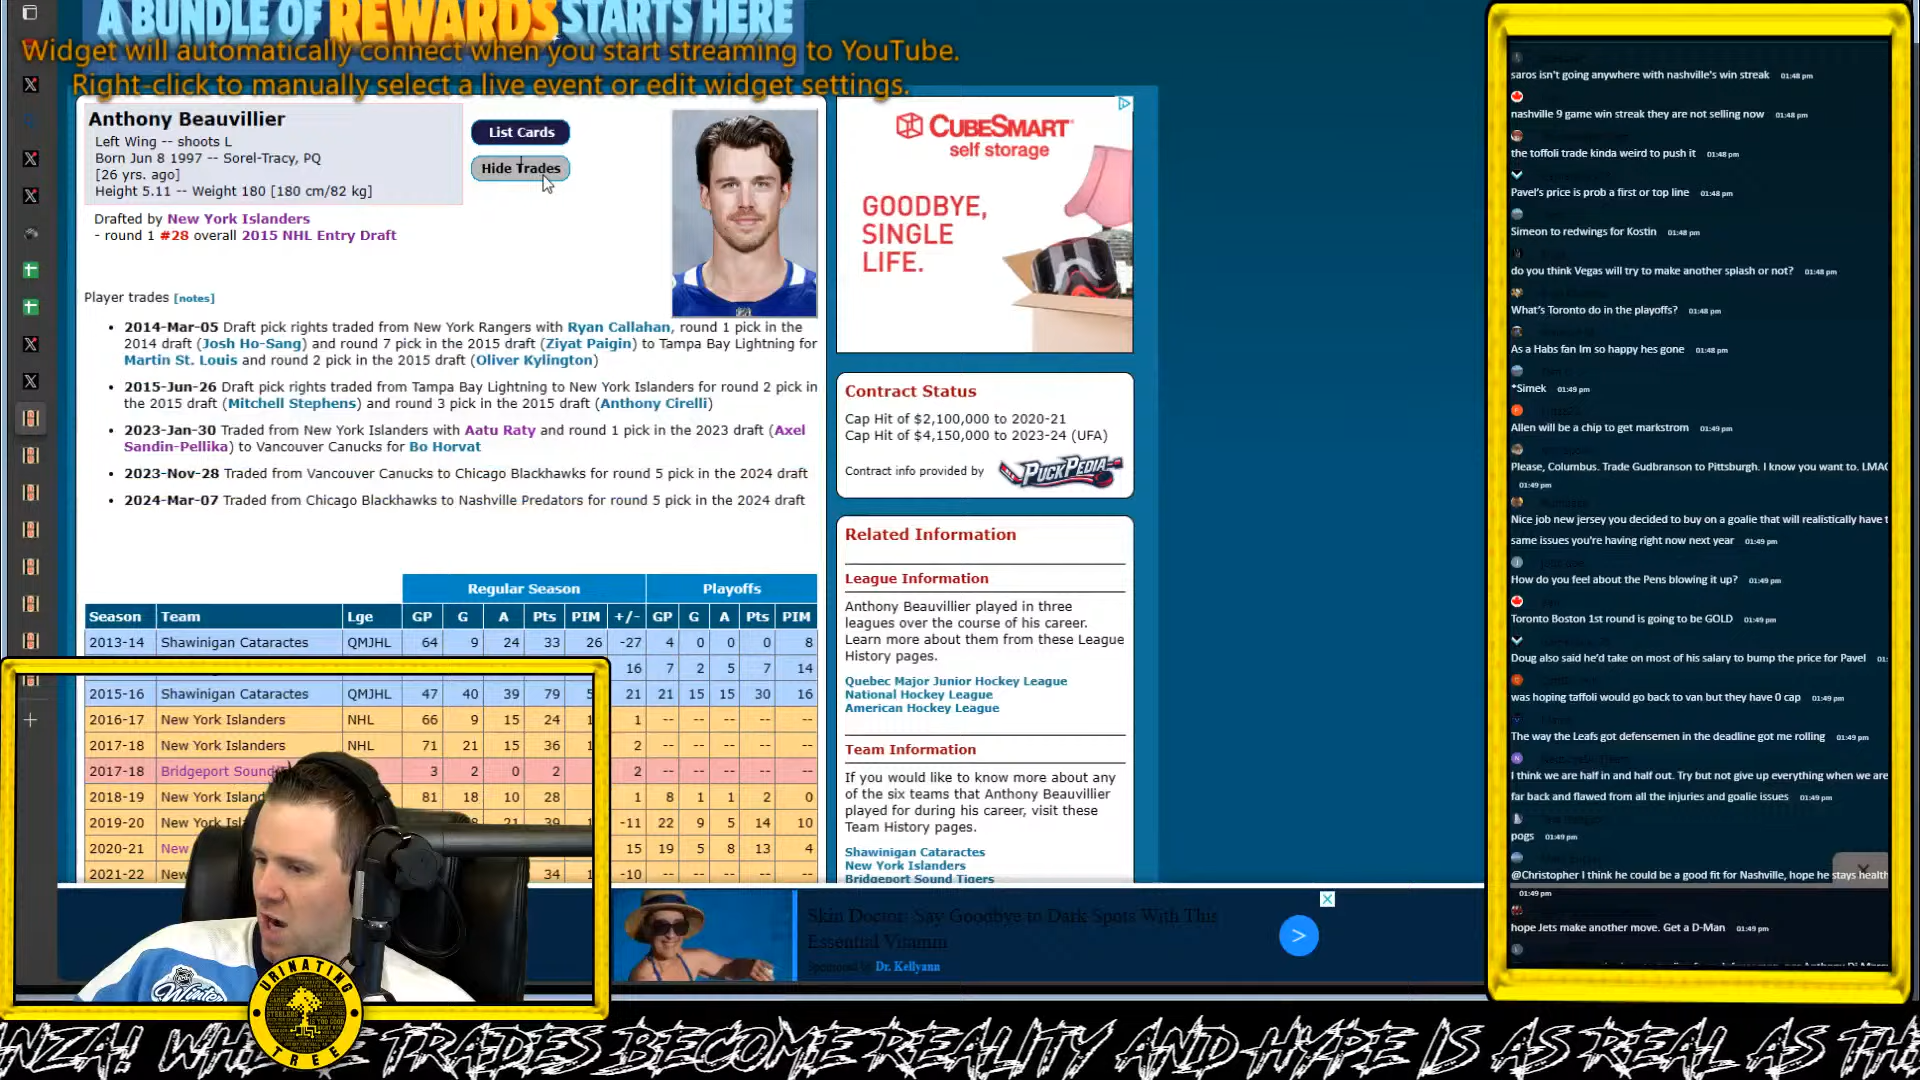 A BUNDLE OF REWARDS STARTS HERE
Widget will automatically connect when you start streaming to YouTube.
Right-click to manually select a live event or edit widget settings.
Anthony Beauvillier
Left Wing -- shoots L
Born Jun 8 1997 -- Sorel-Tracy, PQ
[26 yrs. ago]
Height 5.11 -- Weight 180 [180 cm/82 kg]
List Cards
Hide Trades
Drafted by New York Islanders
- round 1 #28 overall 2015 NHL Entry Draft
Player trades [notes]
• 2014-Mar-05 Draft pick rights traded from New York Rangers with Ryan Callahan, round 1 pick in the
2014 draft (Josh Ho-Sang) and round 7 pick in the 2015 draft (Ziyat Paigin) to Tampa Bay Lightning for
Martin St. Louis and round 2 pick in the 2015 draft (Oliver Kylington)
• 2015-Jun-26 Draft pick rights traded from Tampa Bay Lightning to New York Islanders for round 2 pick in
the 2015 draft (Mitchell Stephens) and round 3 pick in the 2015 draft (Anthony Cirelli)
• 2023-Jan-30 Traded from New York Islanders with Aatu Raty and round 1 pick in the 2023 draft (Axel
Sandin-Pellika) to Vancouver Canucks for Bo Horvat
• 2023-Nov-28 Traded from Vancouver Canucks to Chicago Blackhawks for round 5 pick in the 2024 draft
• 2024-Mar-07 Traded from Chicago Blackhawks to Nashville Predators for round 5 pick in the 2024 draft
Regular Season Playoffs
Season Team Lge GP G A Pts PIM +/- GP G A Pts PIM
2013-14 Shawinigan Cataractes QMJHL 64 9 24 33 26 -27 4 0 0 0 8
16 7 2 5 7 14
2015-16 Shawinigan Cataractes QMJHL 47 40 39 79 21 21 15 15 30 16
2016-17 New York Islanders NHL 66 9 15 24 1 -- -- -- -- --
2017-18 New York Islanders NHL 71 21 15 36 2 -- -- -- -- --
2017-18 Bridgeport Sound 3 2 0 2 2 -- -- -- -- --
2018-19 New York Island 81 18 10 28 1 8 1 1 2 0
2019-20 New York Isl 21 39 -11 22 9 5 14 10
2020-21 New 15 19 5 8 13 4
2021-22 New 34 -10
CUBESMART
self storage
GOODBYE,
SINGLE
LIFE.
Contract Status
Cap Hit of $2,100,000 to 2020-21
Cap Hit of $4,150,000 to 2023-24 (UFA)
Contract info provided by PUCKPEDIA
Related Information
League Information
Anthony Beauvillier played in three
leagues over the course of his career.
Learn more about them from these League
History pages.
Quebec Major Junior Hockey League
National Hockey League
American Hockey League
Team Information
If you would like to know more about any
of the six teams that Anthony Beauvillier
played for during his career, visit these
Team History pages.
Shawinigan Cataractes
New York Islanders
Bridgeport Sound Tigers
Skin Doctor: Say Goodbye to Dark Spots With This
Essential Vitamin
Sponsored by Dr. Kellyann
saros isn't going anywhere with nashville's win streak 01:48 pm
nashville 9 game win streak they are not selling now 01:48 pm
the toffoli trade kinda weird to push it 01:48 pm
Pavel's price is prob a first or top line 01:48 pm
Simeon to redwings for Kostin 01:48 pm
do you think Vegas will try to make another splash or not? 01:48 pm
What's Toronto do in the playoffs? 01:48 pm
As a Habs fan Im so happy hes gone 01:48 pm
*Simek 01:49 pm
Allen will be a chip to get markstrom 01:49 pm
Please, Columbus. Trade Gudbranson to Pittsburgh. I know you want to. LMAO
01:49 pm
Nice job new jersey you decided to buy on a goalie that will realistically have t
same issues you're having right now next year 01:49 pm
How do you feel about the Pens blowing it up? 01:49 pm
Toronto Boston 1st round is going to be GOLD 01:49 pm
Doug also said he'd take on most of his salary to bump the price for Pavel 01:
was hoping taffoli would go back to van but they have 0 cap 01:49 pm
The way the Leafs got defensemen in the deadline got me rolling 01:49 pm
I think we are half in and half out. Try but not give up everything when we are
far back and flawed from all the injuries and goalie issues 01:49 pm
pogs 01:49 pm
@Christopher I think he could be a good fit for Nashville, hope he stays health
01:49 pm
hope Jets make another move. Get a D-Man 01:49 pm
Winter
URINATING
TREE
NZA! WHERE TRADES BECOME REALITY AND HYPE IS AS REAL AS TH